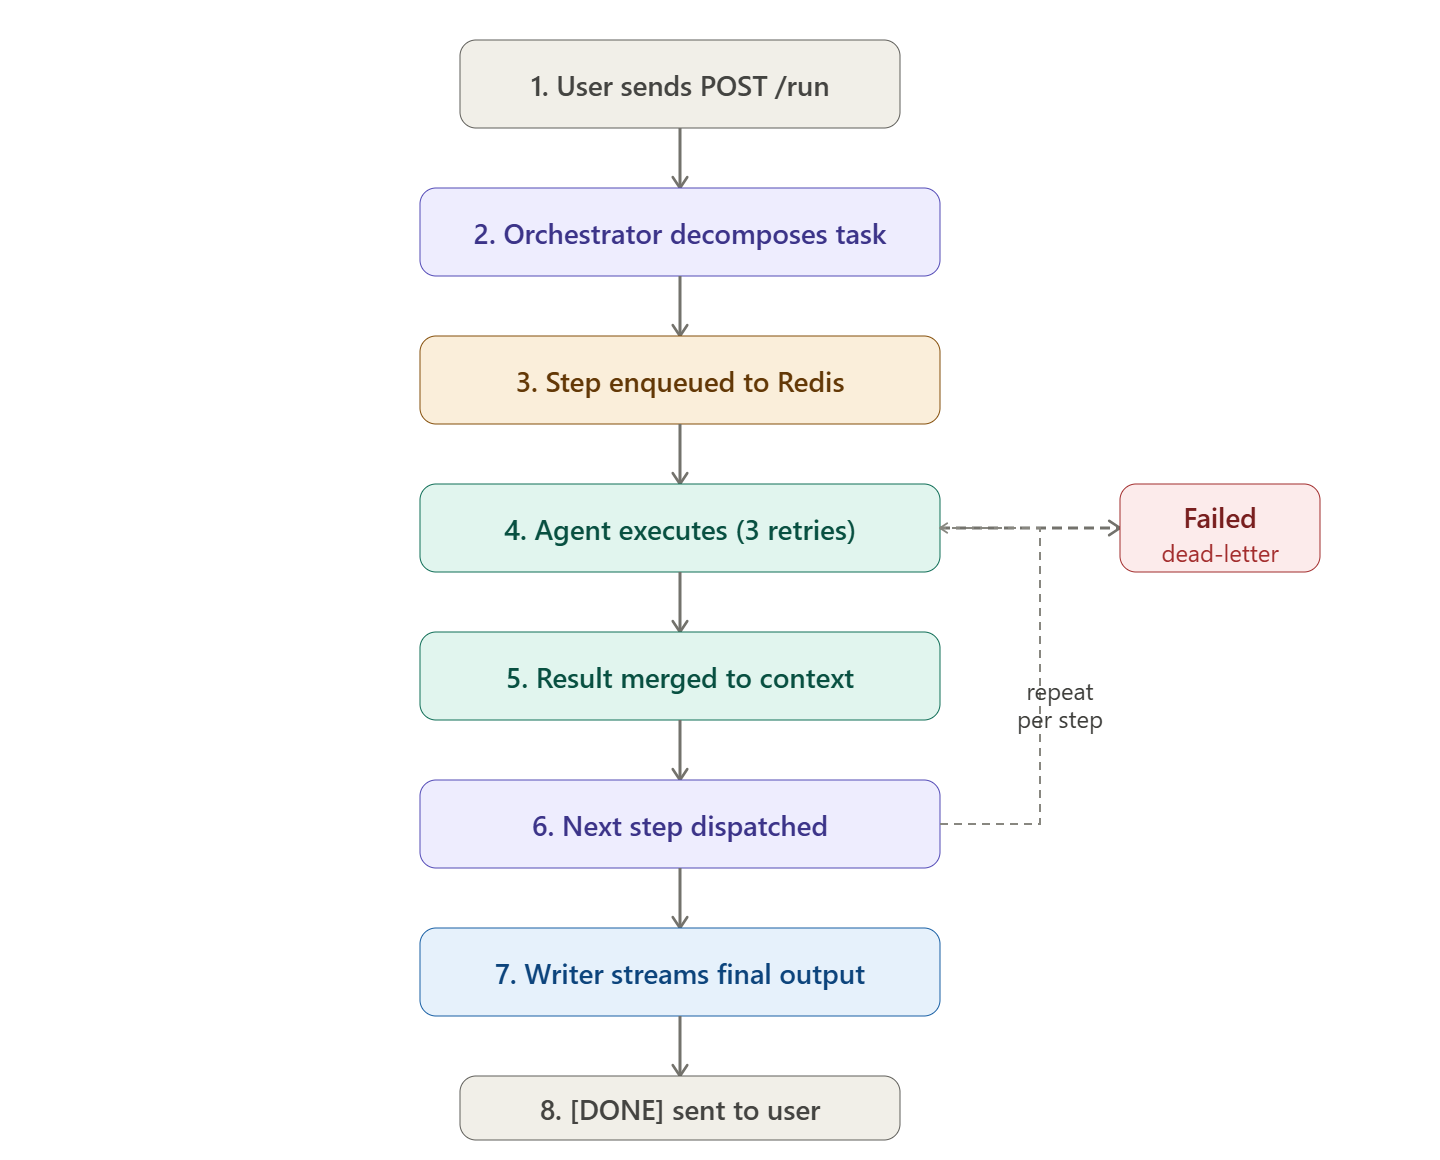 1. User sends POST /run
2. Orchestrator decomposes task
3. Step enqueued to Redis
4. Agent executes (3 retries)
Failed
dead-letter
5. Result merged to context
repeat
per step
6. Next step dispatched
7. Writer streams final output
8. [DONE] sent to user